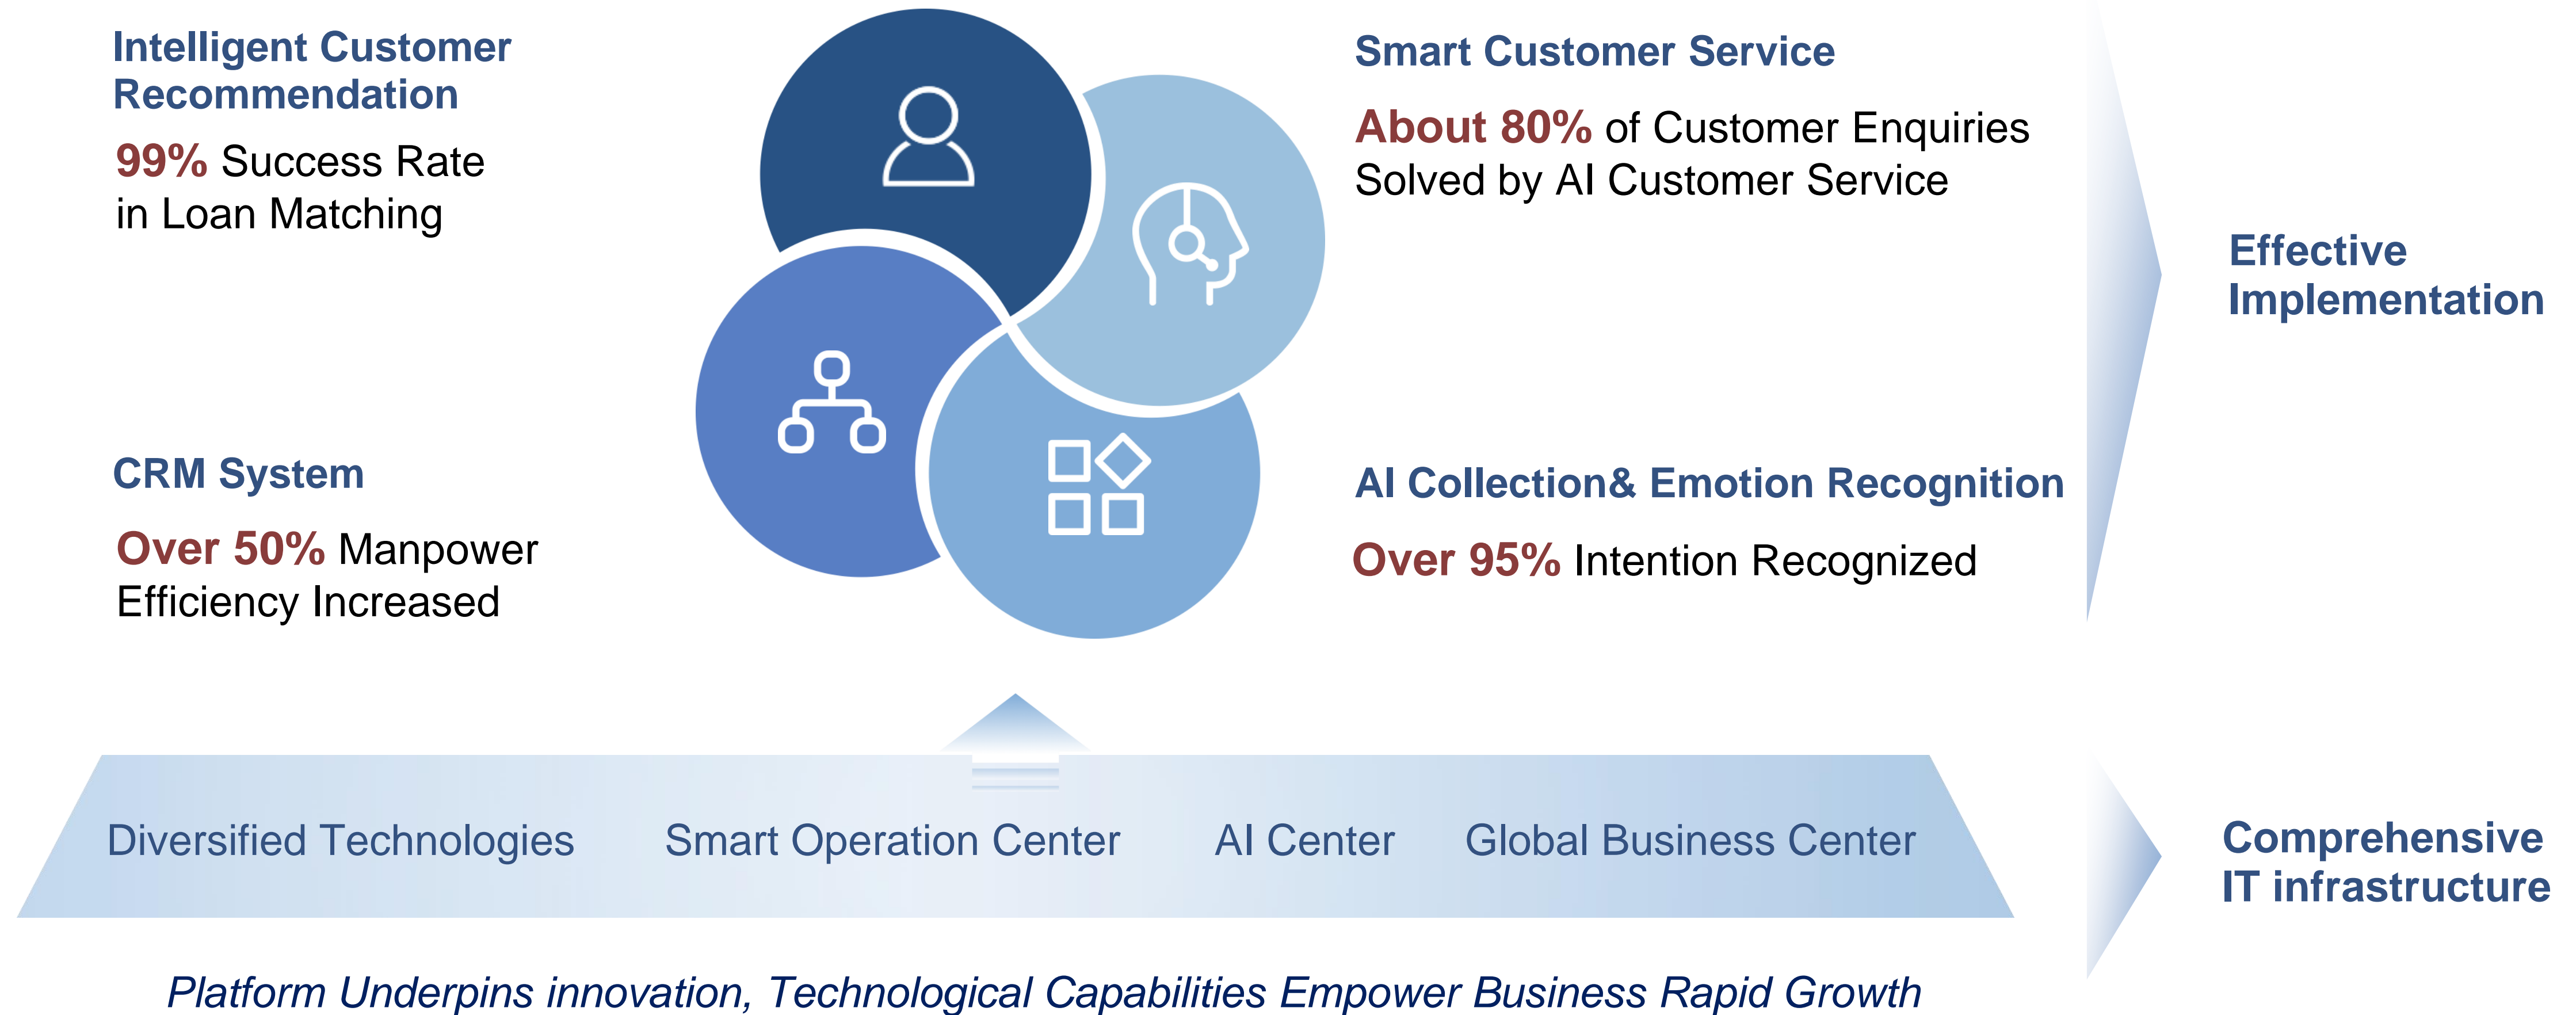 Intelligent Customer
Recommendation
99% Success Rate
in Loan Matching
Smart Customer Service
About 80% of Customer Enquiries
Solved by AI Customer Service
Effective
Implementation
CRM System
Over 50% Manpower
Efficiency Increased
AI Collection& Emotion Recognition
Over 95% Intention Recognized
Diversified Technologies
Smart Operation Center
AI Center
Global Business Center
Comprehensive
IT infrastructure
Platform Underpins innovation, Technological Capabilities Empower Business Rapid Growth